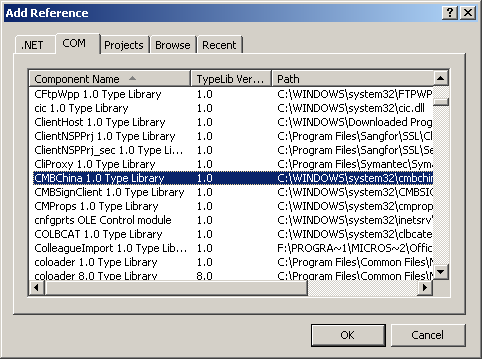 Add Reference
.NET COM Projects Browse Recent
Component Name TypeLib Ver... Path
CFtpWpp 1.0 Type Library 1.0 C:\WINDOWS\system32\FTPWP
cic 1.0 Type Library 1.0 C:\WINDOWS\system32\cic.dll
ClientHost 1.0 Type Library 1.0 C:\WINDOWS\Downloaded Prog
ClientNSPPrj 1.0 Type Library 1.0 C:\Program Files\Sangfor\SSL\Cl
ClientNSPPrj_sec 1.0 Type Li... 1.0 C:\Program Files\Sangfor\SSL\Cl
CliProxy 1.0 Type Library 1.0 C:\Program Files\Symantec\Syma
CMBChina 1.0 Type Library 1.0 C:\WINDOWS\system32\cmbchin
CMBSignClient 1.0 Type Library 1.0 C:\WINDOWS\system32\CMBSIG
CMProps 1.0 Type Library 1.0 C:\WINDOWS\system32\cmprop
cnfgprts OLE Control module 1.0 C:\WINDOWS\system32\inetsrv\
COLBCAT 1.0 Type Library 1.0 C:\WINDOWS\system32\clbcate
ColleagueImport 1.0 Type Lib... 1.0 F:\PROGRA~1\MICROS~2\Offic
coloader 1.0 Type Library 1.0 C:\Program Files\Common Files\M
coloader 8.0 Type Library 8.0 C:\Program Files\Common Files\M
OK Cancel